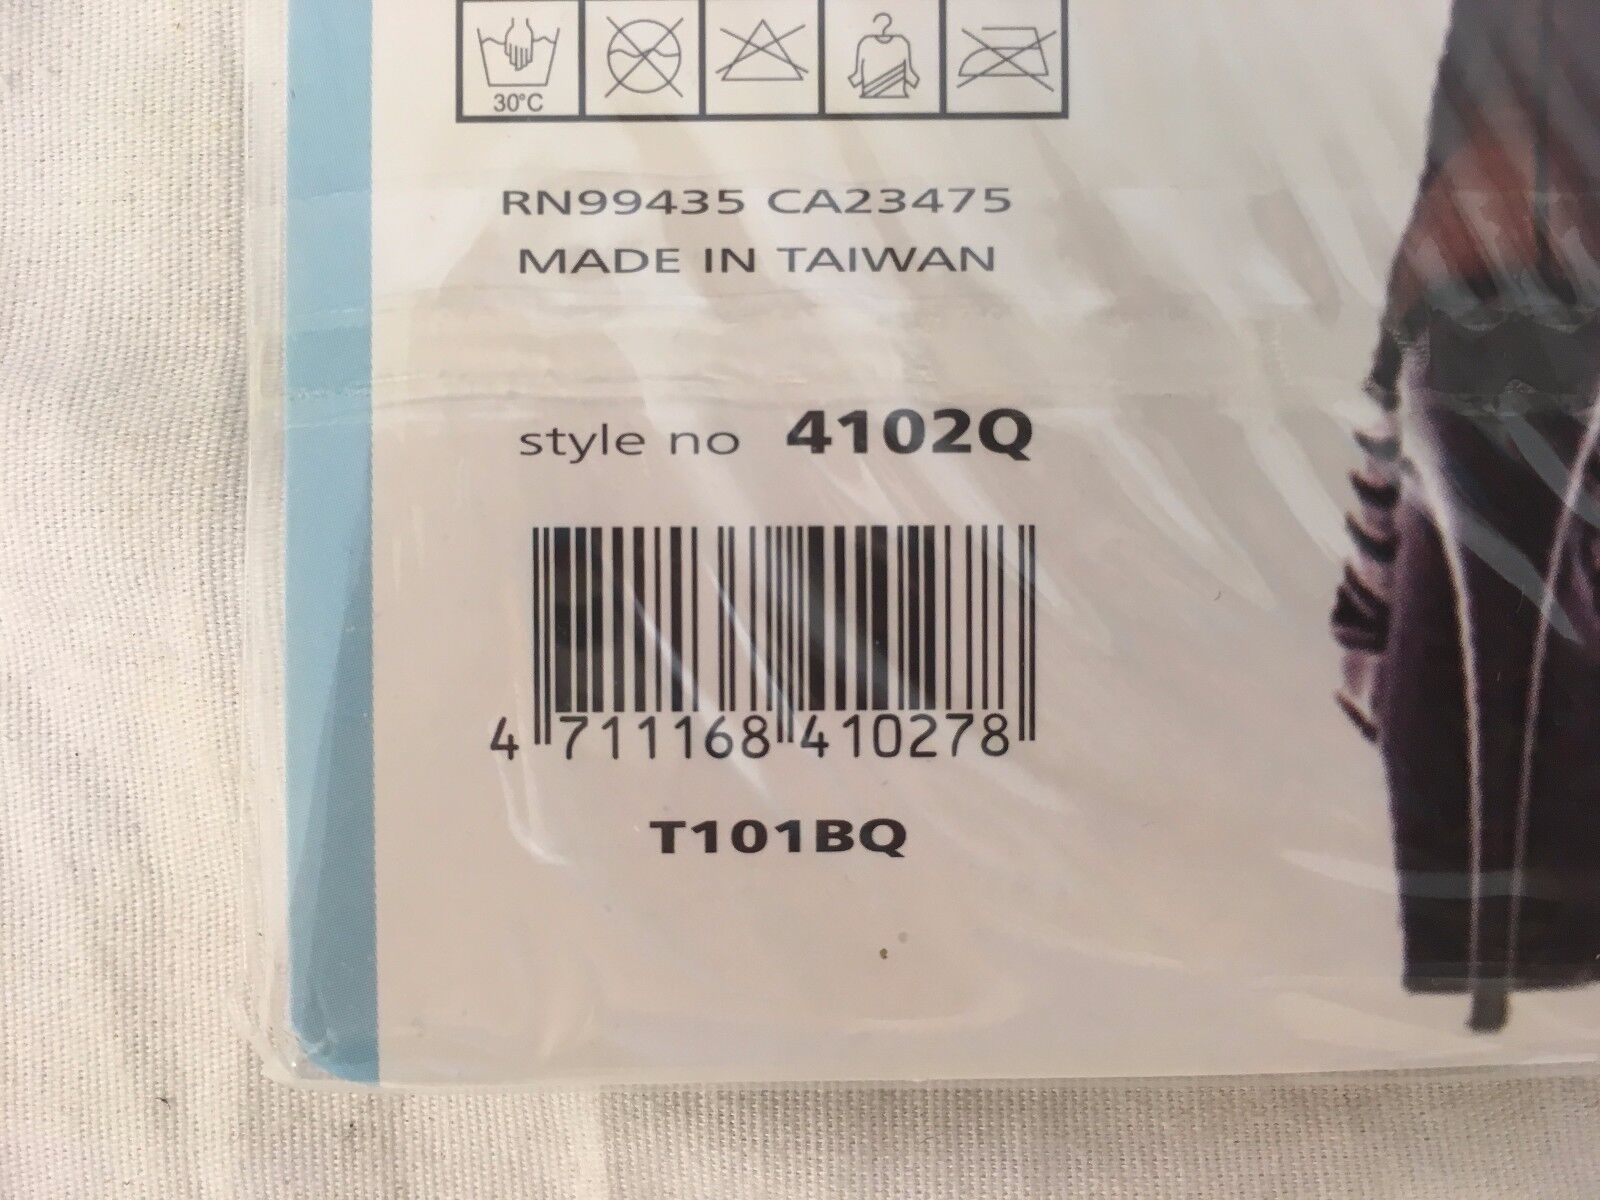 30°C
RN99435 CA23475
MADE IN TAIWAN
style no 4102Q
4 711168 410278
T101BQ